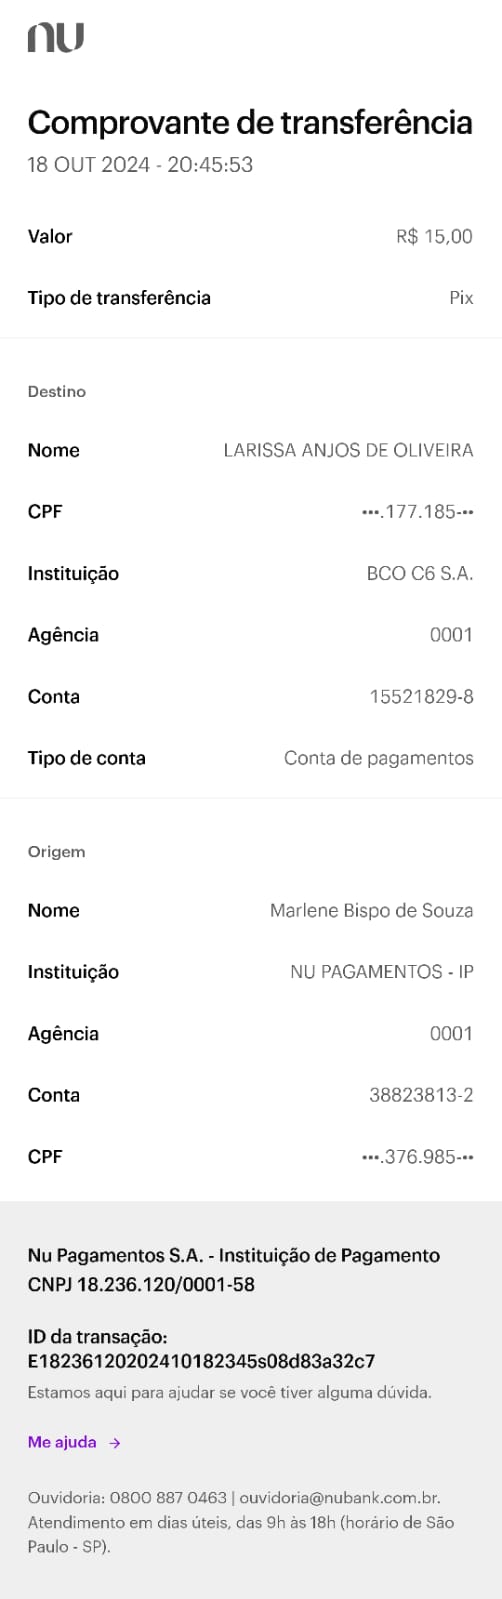 nu
Comprovante de transferência
18 OUT 2024 - 20:45:53
Valor R$ 15,00
Tipo de transferência Pix
Destino
Nome LARISSA ANJOS DE OLIVEIRA
CPF •••.177.185-••
Instituição BCO C6 S.A.
Agência 0001
Conta 15521829-8
Tipo de conta Conta de pagamentos
Origem
Nome Marlene Bispo de Souza
Instituição NU PAGAMENTOS - IP
Agência 0001
Conta 38823813-2
CPF •••.376.985-••
Nu Pagamentos S.A. - Instituição de Pagamento
CNPJ 18.236.120/0001-58
ID da transação:
E18236120202410182345s08d83a32c7
Estamos aqui para ajudar se você tiver alguma dúvida.
Me ajuda →
Ouvidoria: 0800 887 0463 | ouvidoria@nubank.com.br.
Atendimento em dias úteis, das 9h às 18h (horário de São
Paulo - SP).